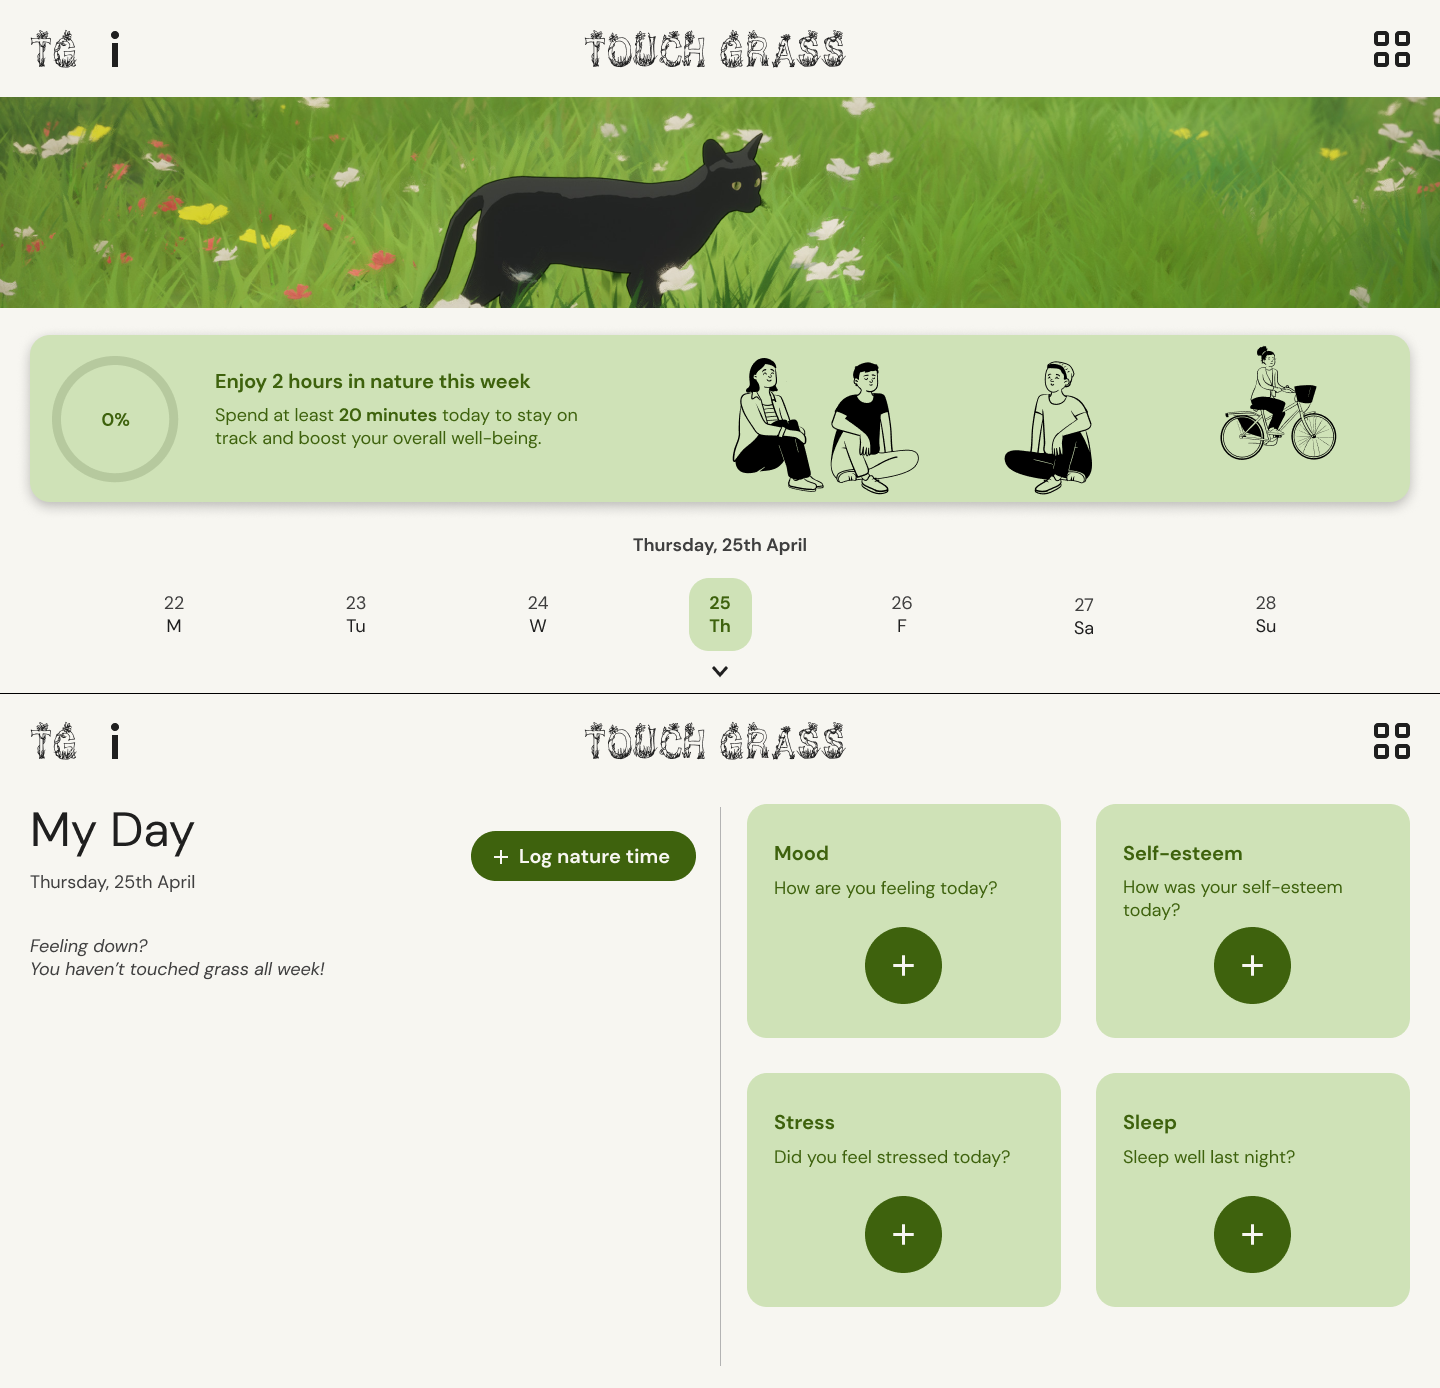 TG i TOUCH GRASS
0%
Enjoy 2 hours in nature this week
Spend at least 20 minutes today to stay on
track and boost your overall well-being.
Thursday, 25th April
22 23 24 25 26 27 28
M Tu W Th F Sa Su
TG i TOUCH GRASS
My Day
+ Log nature time
Thursday, 25th April
Feeling down?
You haven’t touched grass all week!
Mood
How are you feeling today?
+
Self-esteem
How was your self-esteem
today?
+
Stress
Did you feel stressed today?
+
Sleep
Sleep well last night?
+